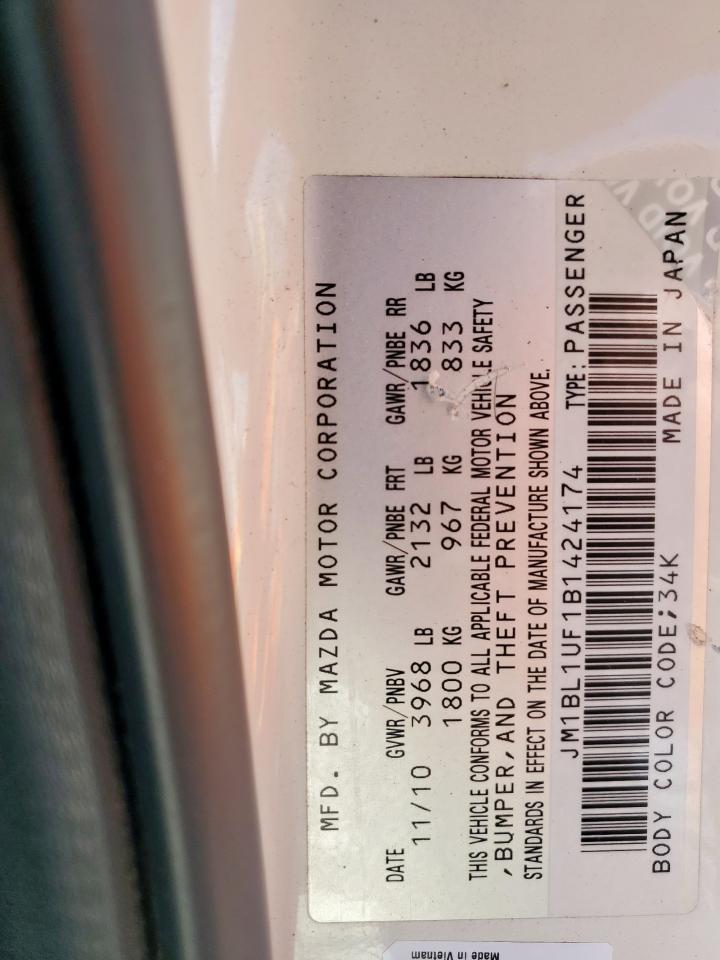 MFD. BY MAZDA MOTOR CORPORATION
DATE GVWR/PNBV GAWR/PNBE FRT GAWR/PNBE RR
11/10 3968 LB 2132 LB 1836 LB
1800 KG 967 KG 833 KG
THIS VEHICLE CONFORMS TO ALL APPLICABLE FEDERAL MOTOR VEHICLE SAFETY
,BUMPER,AND THEFT PREVENTION
STANDARDS IN EFFECT ON THE DATE OF MANUFACTURE SHOWN ABOVE.
JM1BL1UF1B1424174 TYPE:PASSENGER
BODY COLOR CODE;34K MADE IN JAPAN
VOID
Made in Vietnam